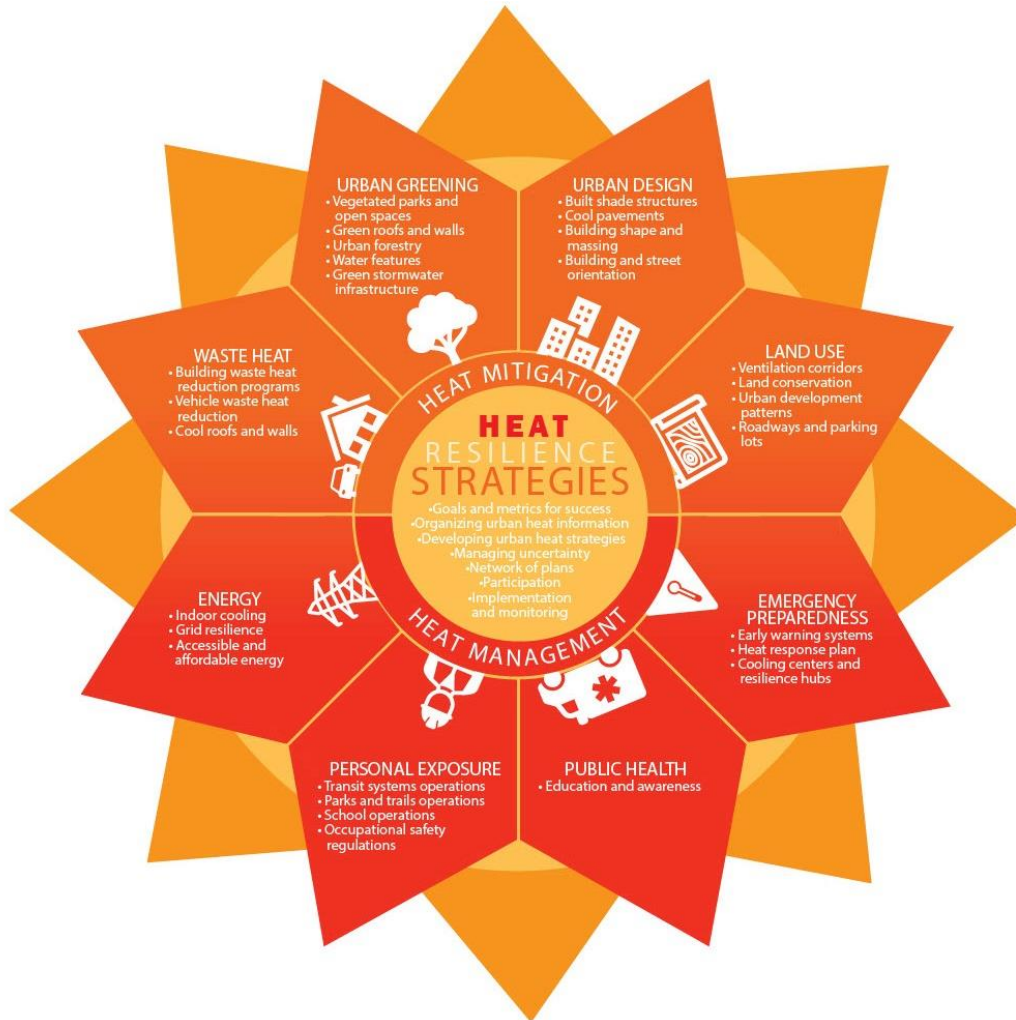 URBAN GREENING
• Vegetated parks and
open spaces
• Green roofs and walls
• Urban forestry
• Water features
• Green stormwater
infrastructure
URBAN DESIGN
• Built shade structures
• Cool pavements
• Building shape and
massing
• Building and street
orientation
WASTE HEAT
• Building waste heat
reduction programs
• Vehicle waste heat
reduction
• Cool roofs and walls
LAND USE
• Ventilation corridors
• Land conservation
• Urban development
patterns
• Roadways and parking
lots
HEAT MITIGATION
HEAT
RESILIENCE
STRATEGIES
•Goals and metrics for success
•Organizing urban heat information
•Developing urban heat strategies
•Managing uncertainty
•Network of plans
•Participation
•Implementation
and monitoring
HEAT MANAGEMENT
ENERGY
• Indoor cooling
• Grid resilience
• Accessible and
affordable energy
EMERGENCY
PREPAREDNESS
• Early warning systems
• Heat response plan
• Cooling centers and
resilience hubs
PERSONAL EXPOSURE
• Transit systems operations
• Parks and trails operations
• School operations
• Occupational safety
regulations
PUBLIC HEALTH
• Education and awareness